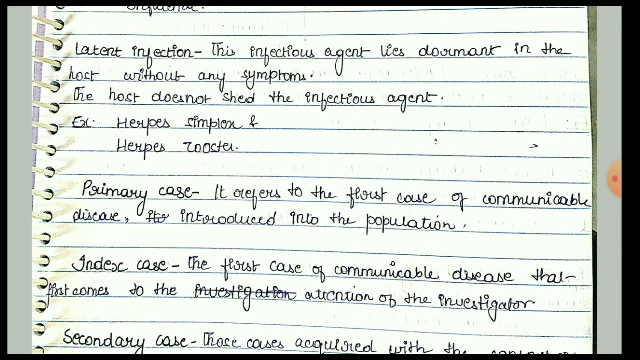 Latent infection- This infectious agent lies dormant in the
host without any symptoms.
The host doesnot shed the infectious agent.
Ex: Herpes simplex &
Herpes zooster.
Primary case- It refers to the first case of communicable
disease, introduced into the population.
Index case- The first case of communicable disease that
first comes to the investigation attention of the investigator.
Secondary case- Those cases acquired with the